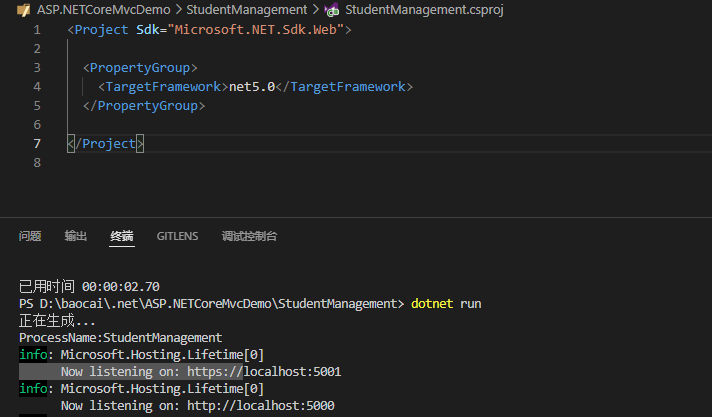 ASP.NETCoreMvcDemo > StudentManagement > StudentManagement.csproj
1 <Project Sdk="Microsoft.NET.Sdk.Web">
2
3 <PropertyGroup>
4 <TargetFramework>net5.0</TargetFramework>
5 </PropertyGroup>
6
7 </Project>
8
问题 输出 终端 GITLENS 调试控制台
已用时间 00:00:02.70
PS D:\baocai\.net\ASP.NETCoreMvcDemo\StudentManagement> dotnet run
正在生成...
ProcessName:StudentManagement
info: Microsoft.Hosting.Lifetime[0]
Now listening on: https://localhost:5001
info: Microsoft.Hosting.Lifetime[0]
Now listening on: http://localhost:5000